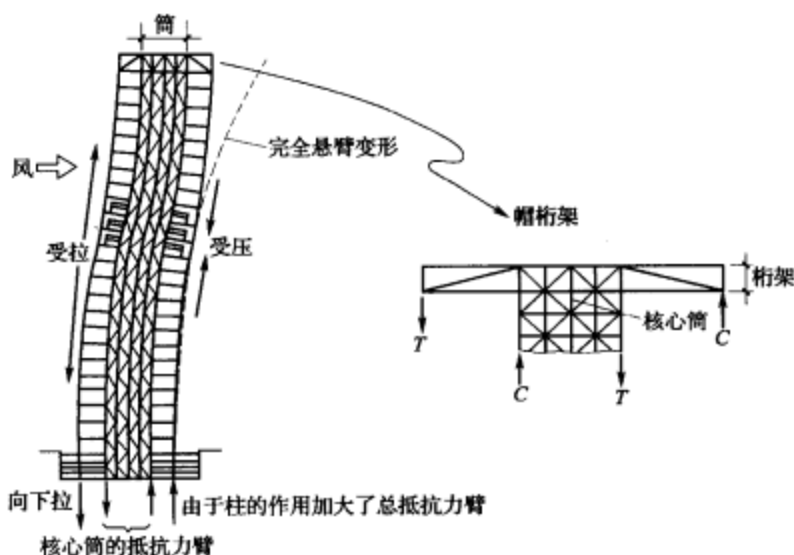 筒
完全悬臂变形
风
帽桁架
受拉
受压
桁架
核心筒
T
C
C
T
向下拉
由于柱的作用加大了总抵抗力臂
核心筒的抵抗力臂